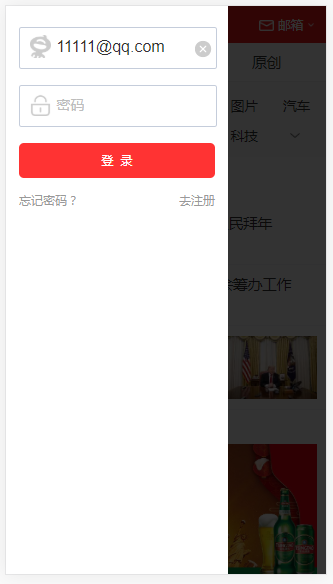 11111@qq.com
密码
登 录
忘记密码？
去注册
邮箱
原创
图片
汽车
科技
民拜年
筹办工作